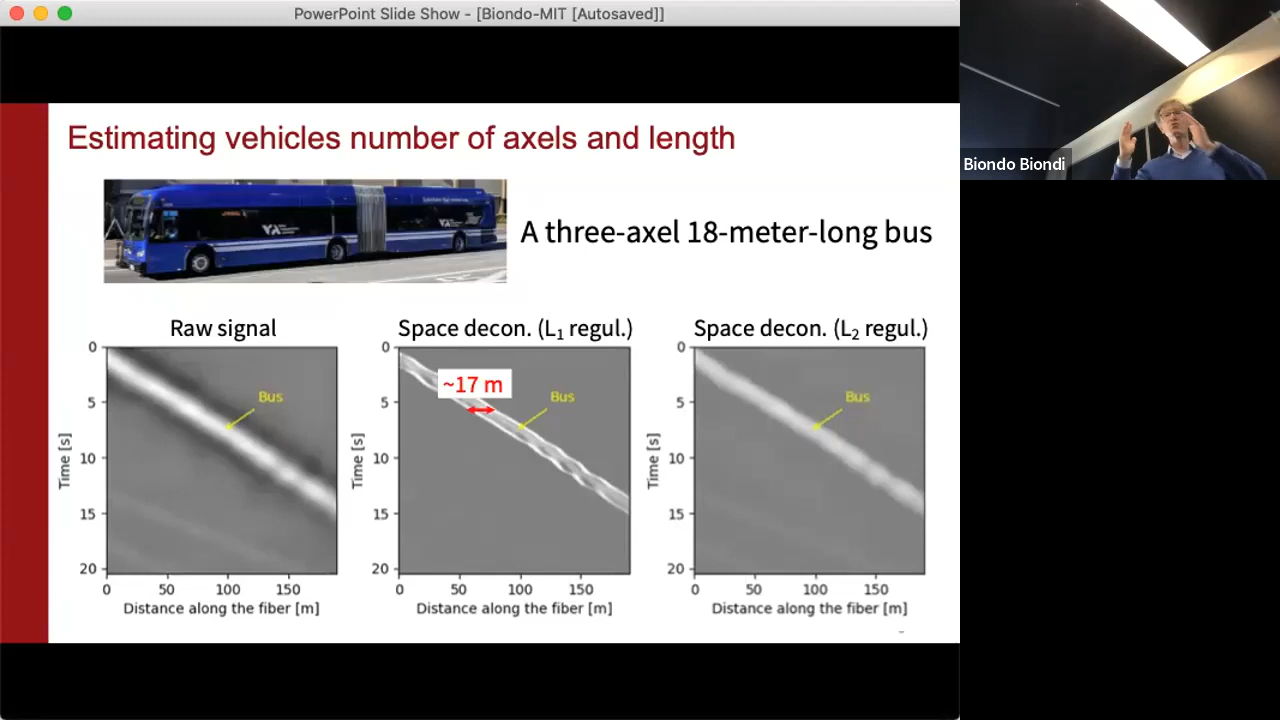 PowerPoint Slide Show - [Biondo-MIT [Autosaved]]
Biondo Biondi
Estimating vehicles number of axels and length
VIA
A three-axel 18-meter-long bus
Raw signal
0
5
10
15
20
Time [s]
Bus
0 50 100 150
Distance along the fiber [m]
Space decon. (L₁ regul.)
0
5
10
15
20
Time [s]
~17 m
Bus
0 50 100 150
Distance along the fiber [m]
Space decon. (L₂ regul.)
0
5
10
15
20
Time [s]
Bus
0 50 100 150
Distance along the fiber [m]